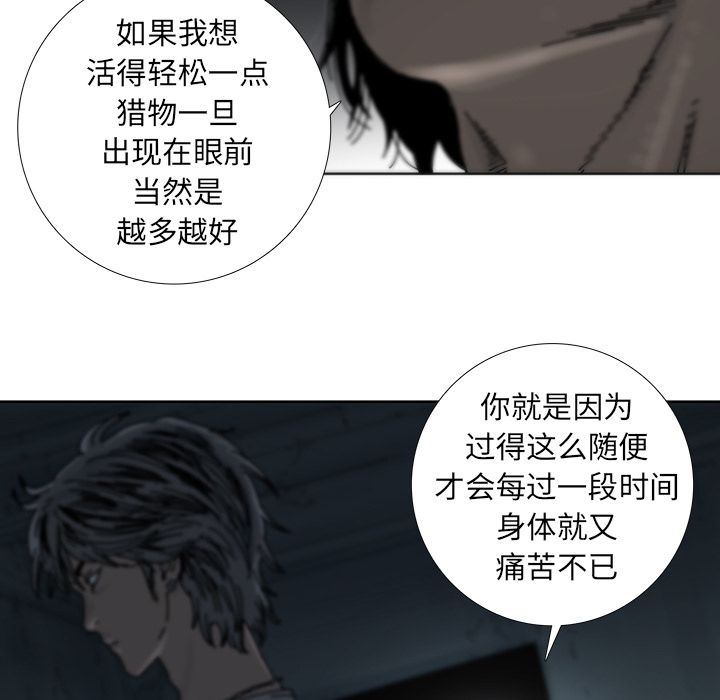 如果我想
活得轻松一点
猎物一旦
出现在眼前
当然是
越多越好
你就是因为
过得这么随便
才会每过一段时间
身体就又
痛苦不已